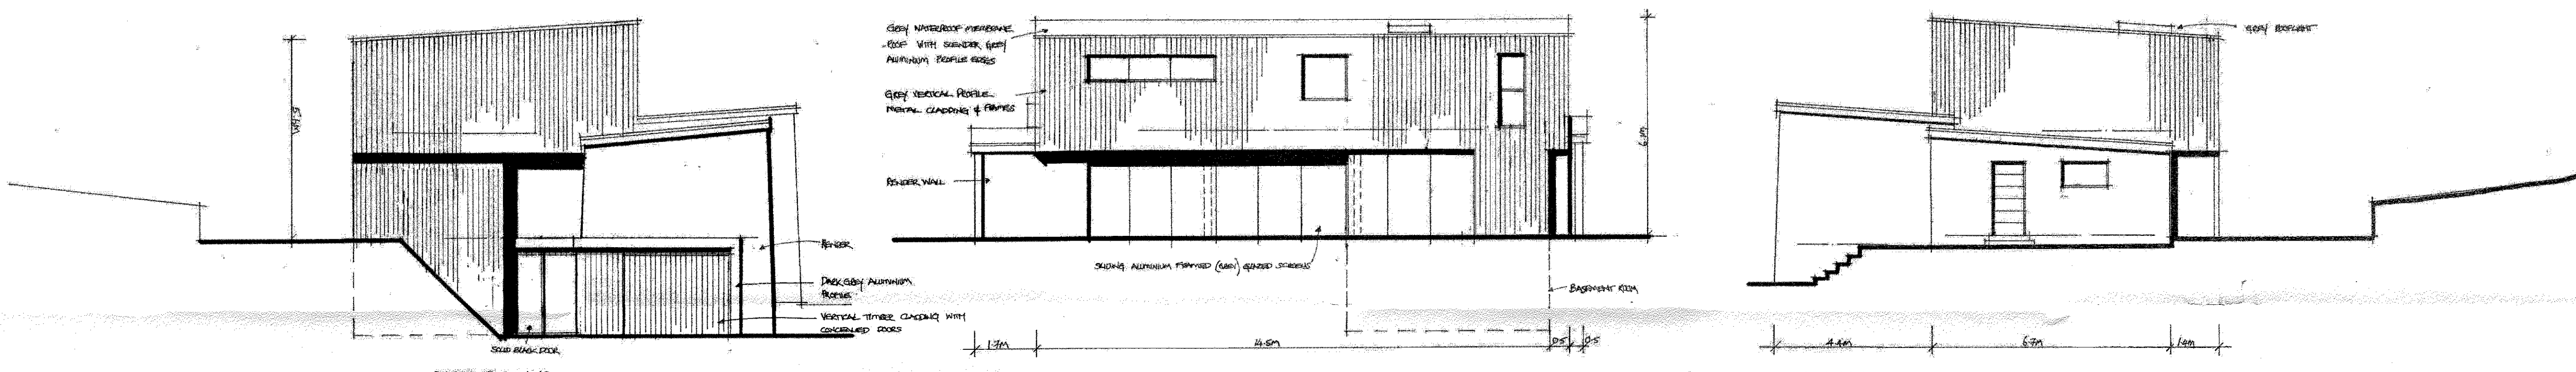 5.4M
RENDER
DARK GREY ALUMINIUM
PROFILE
VERTICAL TIMBER CLADDING WITH
CONCEALED DOORS
SOLID BLACK DOOR
GREY WATERPROOF MEMBRANE
ROOF WITH SLENDER GREY
ALUMINIUM PROFILE EDGES
GREY VERTICAL PROFILE
METAL CLADDING & FRAMES
RENDER WALL
SLIDING ALUMINIUM FRAMED (GREY) GLAZED SCREENS
BASEMENT ROOM
1.7M
14.5M
0.5
0.5
GREY ROOFLIGHT
4.4M
6.7M
1.4M